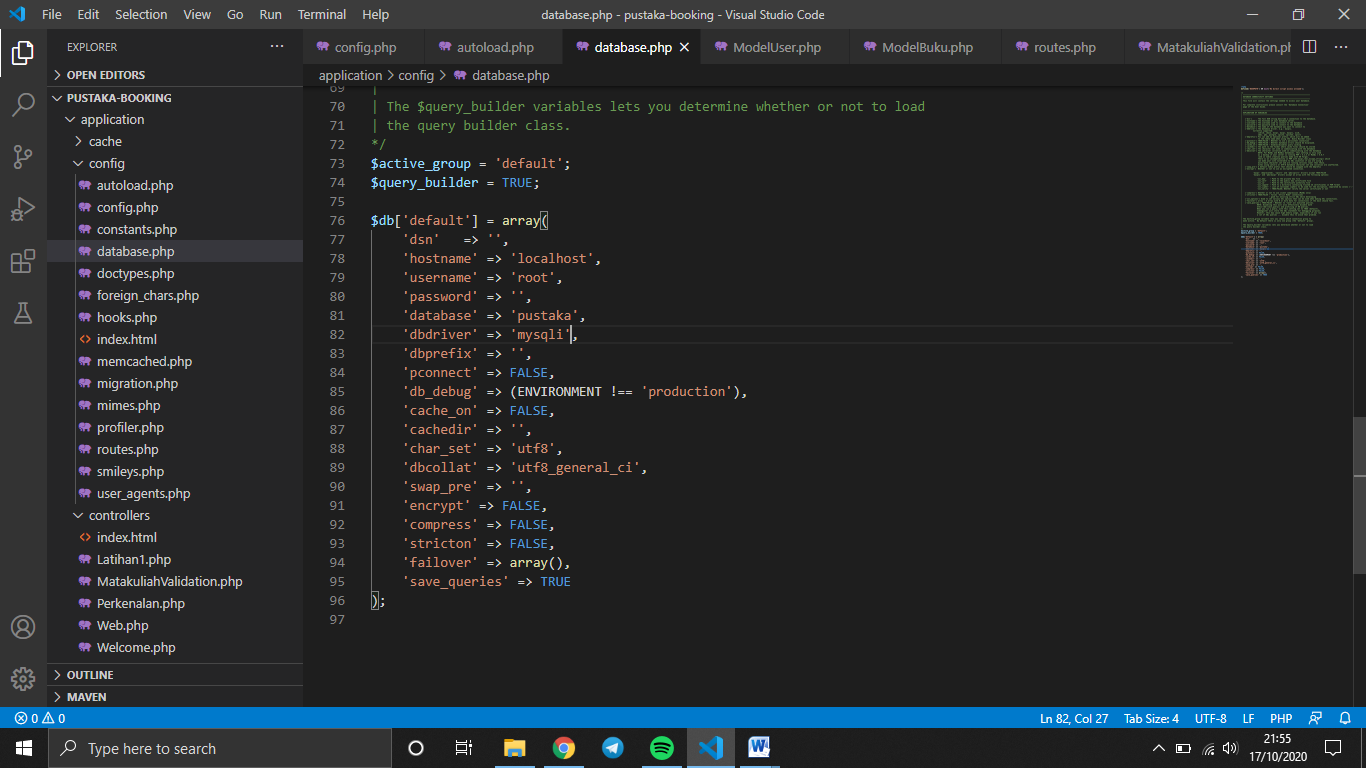 File Edit Selection View Go Run Terminal Help
database.php - pustaka-booking - Visual Studio Code
EXPLORER
OPEN EDITORS
PUSTAKA-BOOKING
application
cache
config
autoload.php
config.php
constants.php
database.php
doctypes.php
foreign_chars.php
hooks.php
index.html
memcached.php
migration.php
mimes.php
profiler.php
routes.php
smileys.php
user_agents.php
controllers
index.html
Latihan1.php
MatakuliahValidation.php
Perkenalan.php
Web.php
Welcome.php
OUTLINE
MAVEN
config.php autoload.php database.php ModelUser.php ModelBuku.php routes.php MatakuliahValidation.ph
application > config > database.php
69 |
70 | The $query_builder variables lets you determine whether or not to load
71 | the query builder class.
72 */
73 $active_group = 'default';
74 $query_builder = TRUE;
75
76 $db['default'] = array(
77 'dsn' => '',
78 'hostname' => 'localhost',
79 'username' => 'root',
80 'password' => '',
81 'database' => 'pustaka',
82 'dbdriver' => 'mysqli',
83 'dbprefix' => '',
84 'pconnect' => FALSE,
85 'db_debug' => (ENVIRONMENT !== 'production'),
86 'cache_on' => FALSE,
87 'cachedir' => '',
88 'char_set' => 'utf8',
89 'dbcollat' => 'utf8_general_ci',
90 'swap_pre' => '',
91 'encrypt' => FALSE,
92 'compress' => FALSE,
93 'stricton' => FALSE,
94 'failover' => array(),
95 'save_queries' => TRUE
96 );
97
0 0
Ln 82, Col 27 Tab Size: 4 UTF-8 LF PHP
Type here to search
21:55
17/10/2020